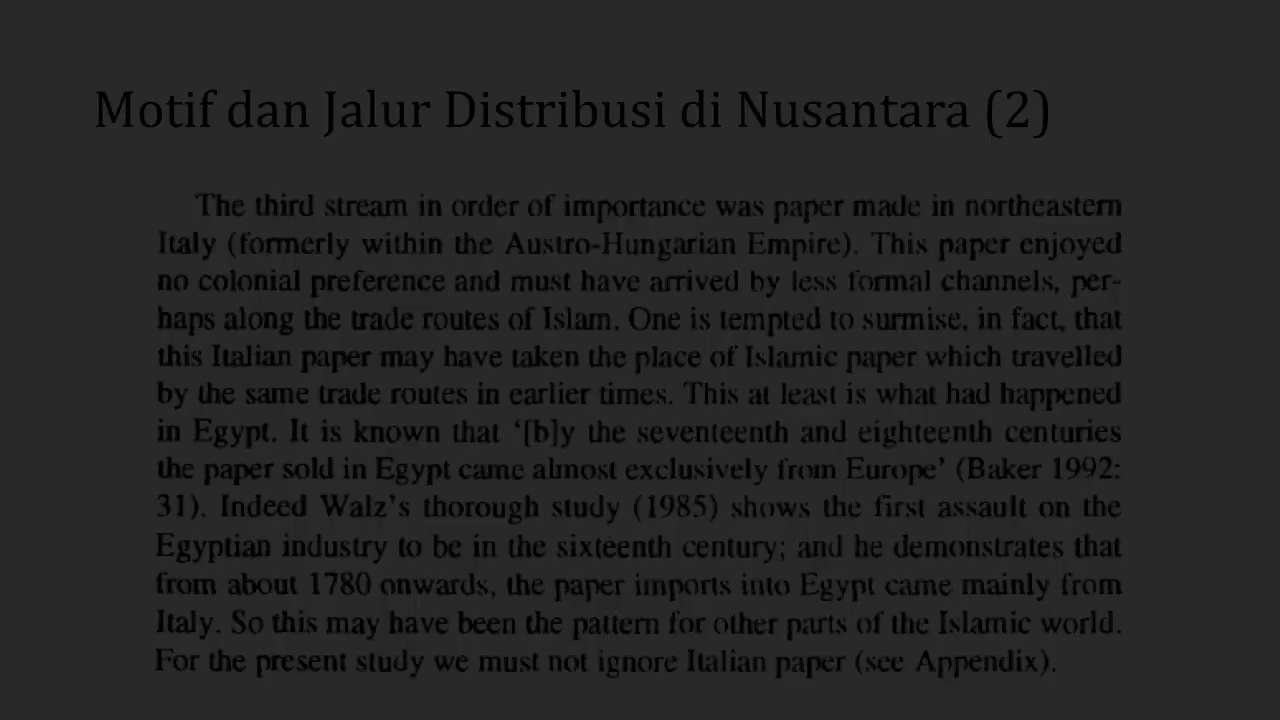 Motif dan Jalur Distribusi di Nusantara (2)
The third stream in order of importance was paper made in northeastern
Italy (formerly within the Austro-Hungarian Empire). This paper enjoyed
no colonial preference and must have arrived by less formal channels, per-
haps along the trade routes of Islam. One is tempted to surmise, in fact, that
this Italian paper may have taken the place of Islamic paper which travelled
by the same trade routes in earlier times. This at least is what had happened
in Egypt. It is known that ‘[b]y the seventeenth and eighteenth centuries
the paper sold in Egypt came almost exclusively from Europe’ (Baker 1992:
31). Indeed Walz’s thorough study (1985) shows the first assault on the
Egyptian industry to be in the sixteenth century; and he demonstrates that
from about 1780 onwards, the paper imports into Egypt came mainly from
Italy. So this may have been the pattern for other parts of the Islamic world.
For the present study we must not ignore Italian paper (see Appendix).